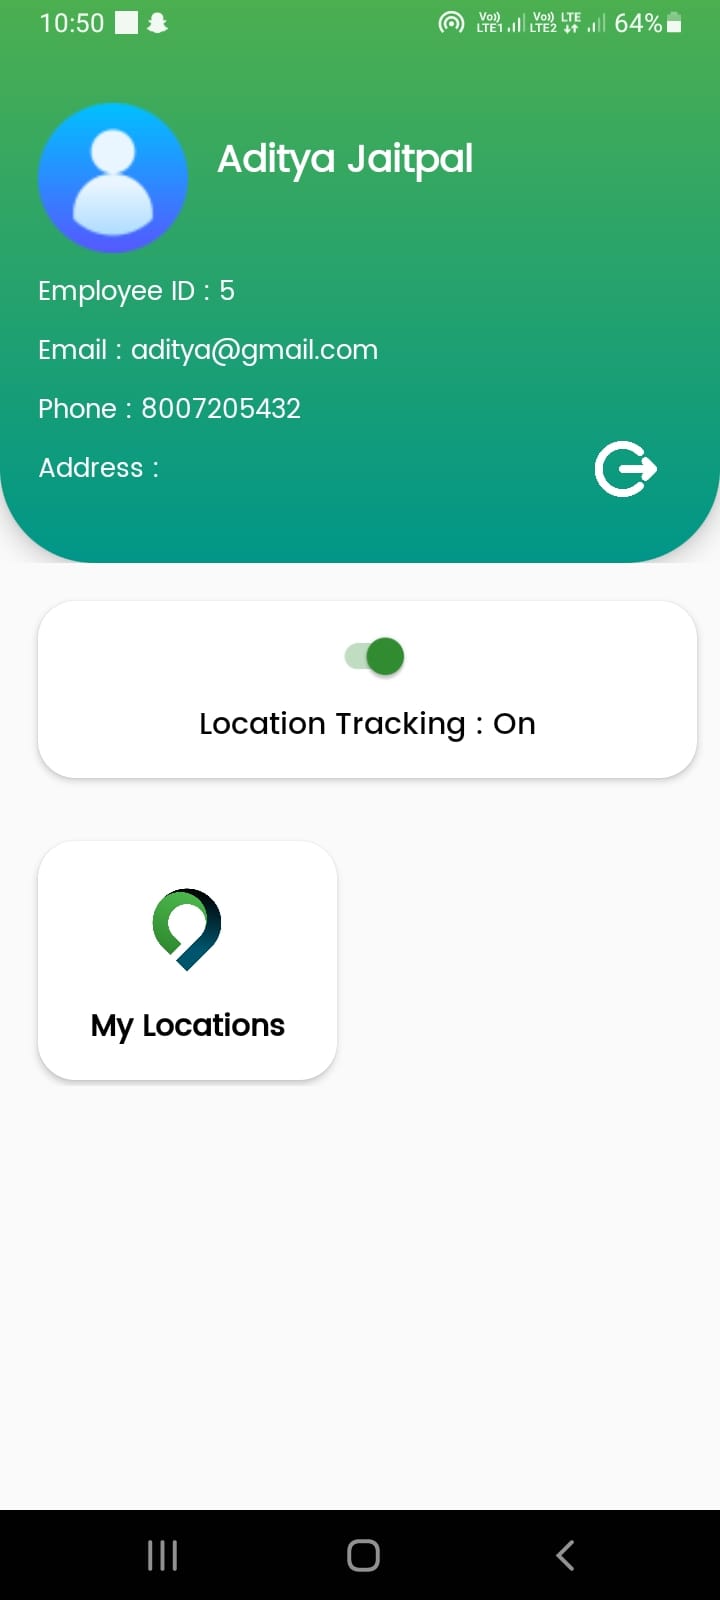 10:50
Vo)) LTE1 Vo)) LTE2 LTE 64%
Aditya Jaitpal
Employee ID : 5
Email : aditya@gmail.com
Phone : 8007205432
Address :
Location Tracking : On
My Locations